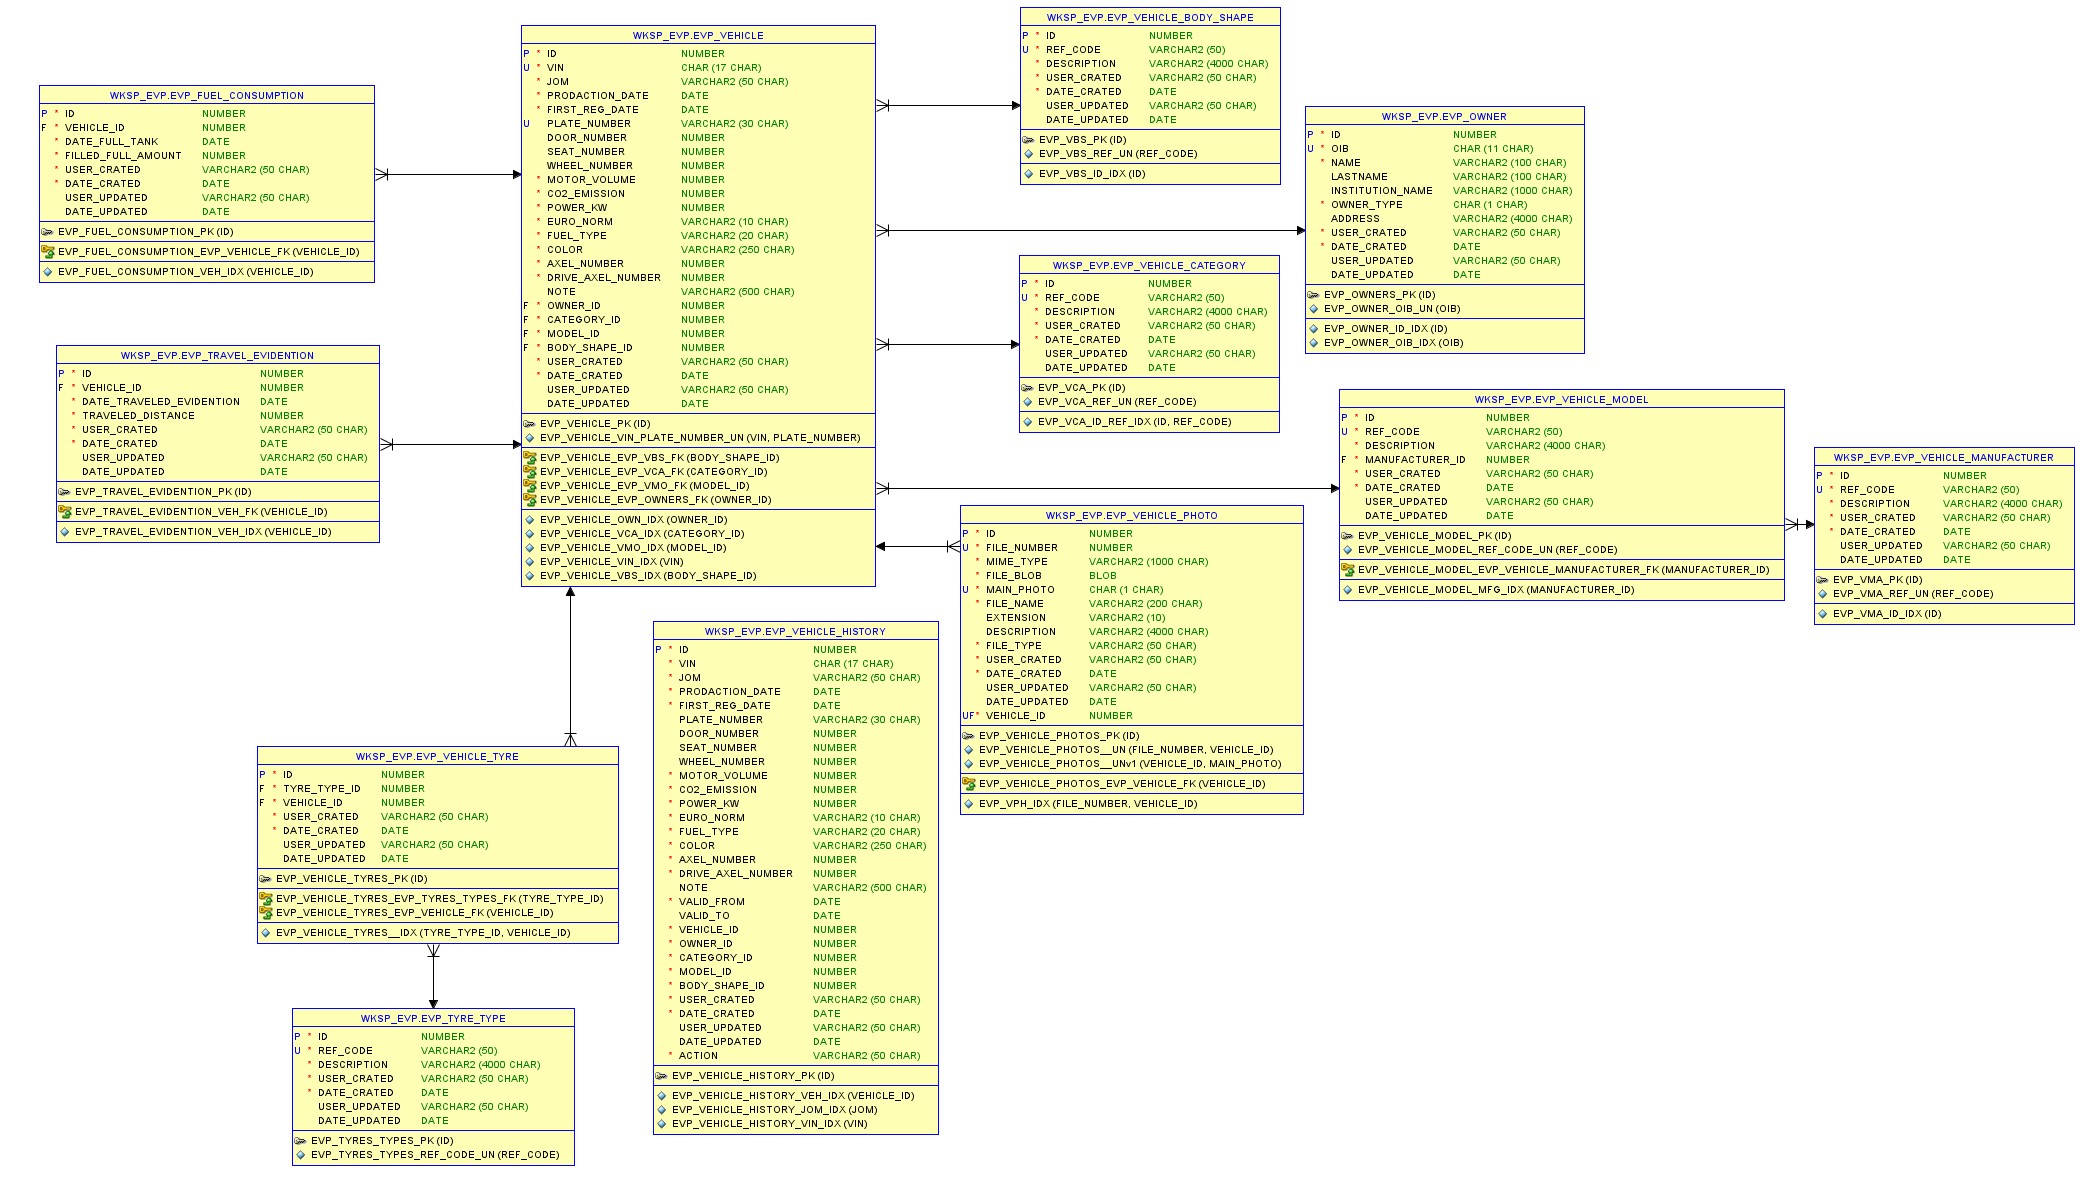 WKSP_EVP.EVP_FUEL_CONSUMPTION
P * ID NUMBER
F * VEHICLE_ID NUMBER
* DATE_FULL_TANK DATE
* FILLED_FULL_AMOUNT NUMBER
* USER_CRATED VARCHAR2 (50 CHAR)
* DATE_CRATED DATE
USER_UPDATED VARCHAR2 (50 CHAR)
DATE_UPDATED DATE
EVP_FUEL_CONSUMPTION_PK (ID)
EVP_FUEL_CONSUMPTION_EVP_VEHICLE_FK (VEHICLE_ID)
EVP_FUEL_CONSUMPTION_VEH_IDX (VEHICLE_ID)
WKSP_EVP.EVP_TRAVEL_EVIDENTION
P * ID NUMBER
F * VEHICLE_ID NUMBER
* DATE_TRAVELED_EVIDENTION DATE
* TRAVELED_DISTANCE NUMBER
* USER_CRATED VARCHAR2 (50 CHAR)
* DATE_CRATED DATE
USER_UPDATED VARCHAR2 (50 CHAR)
DATE_UPDATED DATE
EVP_TRAVEL_EVIDENTION_PK (ID)
EVP_TRAVEL_EVIDENTION_VEH_FK (VEHICLE_ID)
EVP_TRAVEL_EVIDENTION_VEH_IDX (VEHICLE_ID)
WKSP_EVP.EVP_VEHICLE
P * ID NUMBER
U * VIN CHAR (17 CHAR)
* JOM VARCHAR2 (50 CHAR)
* PRODACTION_DATE DATE
* FIRST_REG_DATE DATE
U PLATE_NUMBER VARCHAR2 (30 CHAR)
DOOR_NUMBER NUMBER
SEAT_NUMBER NUMBER
WHEEL_NUMBER NUMBER
* MOTOR_VOLUME NUMBER
* CO2_EMISSION NUMBER
* POWER_KW NUMBER
* EURO_NORM VARCHAR2 (10 CHAR)
* FUEL_TYPE VARCHAR2 (20 CHAR)
* COLOR VARCHAR2 (250 CHAR)
* AXEL_NUMBER NUMBER
* DRIVE_AXEL_NUMBER NUMBER
NOTE VARCHAR2 (500 CHAR)
F * OWNER_ID NUMBER
F * CATEGORY_ID NUMBER
F * MODEL_ID NUMBER
F * BODY_SHAPE_ID NUMBER
* USER_CRATED VARCHAR2 (50 CHAR)
* DATE_CRATED DATE
USER_UPDATED VARCHAR2 (50 CHAR)
DATE_UPDATED DATE
EVP_VEHICLE_PK (ID)
EVP_VEHICLE_VIN_PLATE_NUMBER_UN (VIN, PLATE_NUMBER)
EVP_VEHICLE_EVP_VBS_FK (BODY_SHAPE_ID)
EVP_VEHICLE_EVP_VCA_FK (CATEGORY_ID)
EVP_VEHICLE_EVP_VMO_FK (MODEL_ID)
EVP_VEHICLE_EVP_OWNERS_FK (OWNER_ID)
EVP_VEHICLE_OWN_IDX (OWNER_ID)
EVP_VEHICLE_VCA_IDX (CATEGORY_ID)
EVP_VEHICLE_VMO_IDX (MODEL_ID)
EVP_VEHICLE_VIN_IDX (VIN)
EVP_VEHICLE_VBS_IDX (BODY_SHAPE_ID)
WKSP_EVP.EVP_VEHICLE_BODY_SHAPE
P * ID NUMBER
U * REF_CODE VARCHAR2 (50)
* DESCRIPTION VARCHAR2 (4000 CHAR)
* USER_CRATED VARCHAR2 (50 CHAR)
* DATE_CRATED DATE
USER_UPDATED VARCHAR2 (50 CHAR)
DATE_UPDATED DATE
EVP_VBS_PK (ID)
EVP_VBS_REF_UN (REF_CODE)
EVP_VBS_ID_IDX (ID)
WKSP_EVP.EVP_OWNER
P * ID NUMBER
U * OIB CHAR (11 CHAR)
* NAME VARCHAR2 (100 CHAR)
LASTNAME VARCHAR2 (100 CHAR)
INSTITUTION_NAME VARCHAR2 (1000 CHAR)
* OWNER_TYPE CHAR (1 CHAR)
ADDRESS VARCHAR2 (4000 CHAR)
* USER_CRATED VARCHAR2 (50 CHAR)
* DATE_CRATED DATE
USER_UPDATED VARCHAR2 (50 CHAR)
DATE_UPDATED DATE
EVP_OWNERS_PK (ID)
EVP_OWNER_OIB_UN (OIB)
EVP_OWNER_ID_IDX (ID)
EVP_OWNER_OIB_IDX (OIB)
WKSP_EVP.EVP_VEHICLE_CATEGORY
P * ID NUMBER
U * REF_CODE VARCHAR2 (50)
* DESCRIPTION VARCHAR2 (4000 CHAR)
* USER_CRATED VARCHAR2 (50 CHAR)
* DATE_CRATED DATE
USER_UPDATED VARCHAR2 (50 CHAR)
DATE_UPDATED DATE
EVP_VCA_PK (ID)
EVP_VCA_REF_UN (REF_CODE)
EVP_VCA_ID_REF_IDX (ID, REF_CODE)
WKSP_EVP.EVP_VEHICLE_MODEL
P * ID NUMBER
U * REF_CODE VARCHAR2 (50)
* DESCRIPTION VARCHAR2 (4000 CHAR)
F * MANUFACTURER_ID NUMBER
* USER_CRATED VARCHAR2 (50 CHAR)
* DATE_CRATED DATE
USER_UPDATED VARCHAR2 (50 CHAR)
DATE_UPDATED DATE
EVP_VEHICLE_MODEL_PK (ID)
EVP_VEHICLE_MODEL_REF_CODE_UN (REF_CODE)
EVP_VEHICLE_MODEL_EVP_VEHICLE_MANUFACTURER_FK (MANUFACTURER_ID)
EVP_VEHICLE_MODEL_MFG_IDX (MANUFACTURER_ID)
WKSP_EVP.EVP_VEHICLE_MANUFACTURER
P * ID NUMBER
U * REF_CODE VARCHAR2 (50)
* DESCRIPTION VARCHAR2 (4000 CHAR)
* USER_CRATED VARCHAR2 (50 CHAR)
* DATE_CRATED DATE
USER_UPDATED VARCHAR2 (50 CHAR)
DATE_UPDATED DATE
EVP_VMA_PK (ID)
EVP_VMA_REF_UN (REF_CODE)
EVP_VMA_ID_IDX (ID)
WKSP_EVP.EVP_VEHICLE_PHOTO
P * ID NUMBER
U * FILE_NUMBER NUMBER
* MIME_TYPE VARCHAR2 (1000 CHAR)
* FILE_BLOB BLOB
U * MAIN_PHOTO CHAR (1 CHAR)
* FILE_NAME VARCHAR2 (200 CHAR)
EXTENSION VARCHAR2 (10)
DESCRIPTION VARCHAR2 (4000 CHAR)
* FILE_TYPE VARCHAR2 (50 CHAR)
* USER_CRATED VARCHAR2 (50 CHAR)
* DATE_CRATED DATE
USER_UPDATED VARCHAR2 (50 CHAR)
DATE_UPDATED DATE
UF* VEHICLE_ID NUMBER
EVP_VEHICLE_PHOTOS_PK (ID)
EVP_VEHICLE_PHOTOS__UN (FILE_NUMBER, VEHICLE_ID)
EVP_VEHICLE_PHOTOS__UNv1 (VEHICLE_ID, MAIN_PHOTO)
EVP_VEHICLE_PHOTOS_EVP_VEHICLE_FK (VEHICLE_ID)
EVP_VPH_IDX (FILE_NUMBER, VEHICLE_ID)
WKSP_EVP.EVP_VEHICLE_HISTORY
P * ID NUMBER
* VIN CHAR (17 CHAR)
* JOM VARCHAR2 (50 CHAR)
* PRODACTION_DATE DATE
* FIRST_REG_DATE DATE
PLATE_NUMBER VARCHAR2 (30 CHAR)
DOOR_NUMBER NUMBER
SEAT_NUMBER NUMBER
WHEEL_NUMBER NUMBER
* MOTOR_VOLUME NUMBER
* CO2_EMISSION NUMBER
* POWER_KW NUMBER
* EURO_NORM VARCHAR2 (10 CHAR)
* FUEL_TYPE VARCHAR2 (20 CHAR)
* COLOR VARCHAR2 (250 CHAR)
* AXEL_NUMBER NUMBER
* DRIVE_AXEL_NUMBER NUMBER
NOTE VARCHAR2 (500 CHAR)
* VALID_FROM DATE
VALID_TO DATE
* VEHICLE_ID NUMBER
* OWNER_ID NUMBER
* CATEGORY_ID NUMBER
* MODEL_ID NUMBER
* BODY_SHAPE_ID NUMBER
* USER_CRATED VARCHAR2 (50 CHAR)
* DATE_CRATED DATE
USER_UPDATED VARCHAR2 (50 CHAR)
DATE_UPDATED DATE
* ACTION VARCHAR2 (50 CHAR)
EVP_VEHICLE_HISTORY_PK (ID)
EVP_VEHICLE_HISTORY_VEH_IDX (VEHICLE_ID)
EVP_VEHICLE_HISTORY_JOM_IDX (JOM)
EVP_VEHICLE_HISTORY_VIN_IDX (VIN)
WKSP_EVP.EVP_VEHICLE_TYRE
P * ID NUMBER
F * TYRE_TYPE_ID NUMBER
F * VEHICLE_ID NUMBER
* USER_CRATED VARCHAR2 (50 CHAR)
* DATE_CRATED DATE
USER_UPDATED VARCHAR2 (50 CHAR)
DATE_UPDATED DATE
EVP_VEHICLE_TYRES_PK (ID)
EVP_VEHICLE_TYRES_EVP_TYRES_TYPES_FK (TYRE_TYPE_ID)
EVP_VEHICLE_TYRES_EVP_VEHICLE_FK (VEHICLE_ID)
EVP_VEHICLE_TYRES__IDX (TYRE_TYPE_ID, VEHICLE_ID)
WKSP_EVP.EVP_TYRE_TYPE
P * ID NUMBER
U * REF_CODE VARCHAR2 (50)
* DESCRIPTION VARCHAR2 (4000 CHAR)
* USER_CRATED VARCHAR2 (50 CHAR)
* DATE_CRATED DATE
USER_UPDATED VARCHAR2 (50 CHAR)
DATE_UPDATED DATE
EVP_TYRES_TYPES_PK (ID)
EVP_TYRES_TYPES_REF_CODE_UN (REF_CODE)